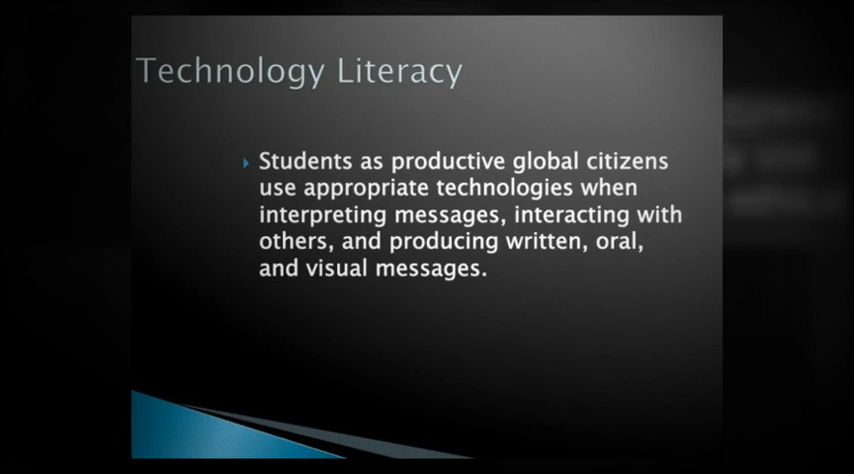 Technology Literacy
Students as productive global citizens
use appropriate technologies when
interpreting messages, interacting with
others, and producing written, oral,
and visual messages.